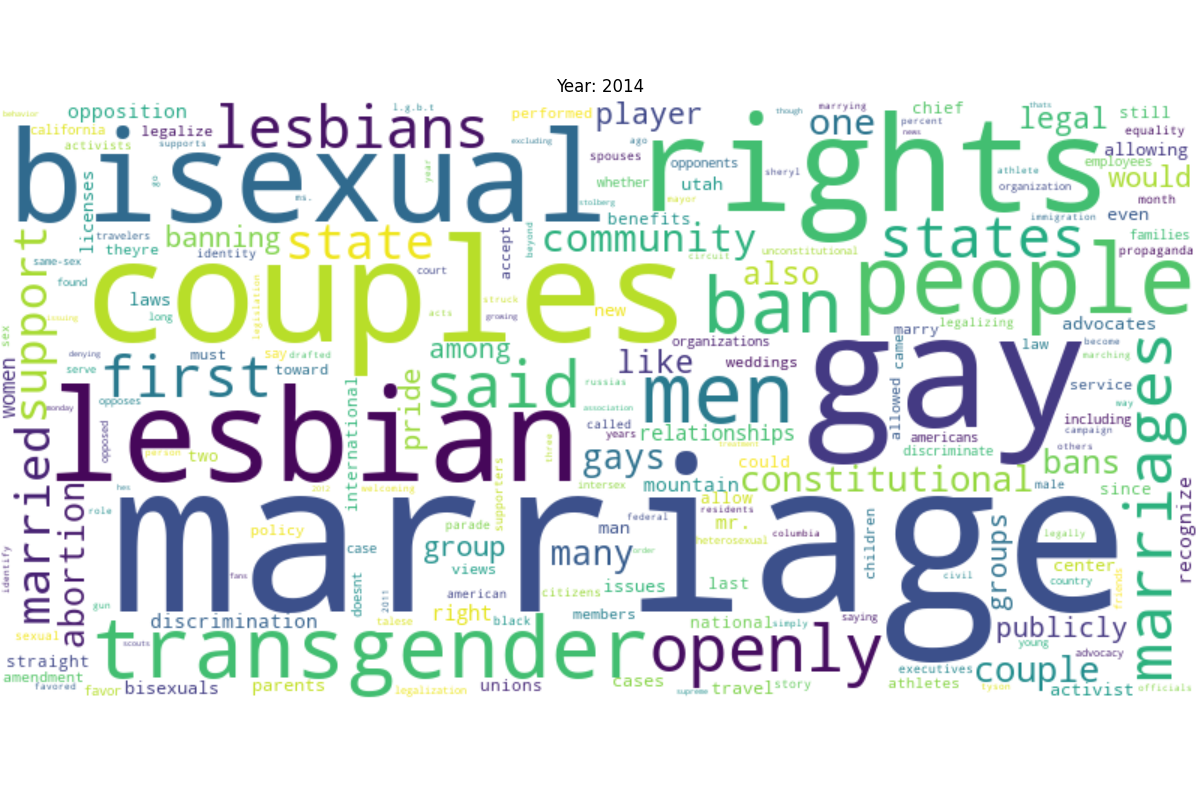 Year: 2014
behavior
opposition
lesbians
l.g.b.t
performed
player
though
marrying
chief
thats
legal
still
california
activists
legalize
supports
excluding
ago
one
percent
news
equality
bisexual
rights
spouses
opponents
sheryl
employees
allowing
licenses
go
year
whether
utah
athlete
would
ms.
stolberg
mayor
organization
month
benefits
immigration
even
travelers
banning
state
beyond
community
states
families
theyre
identity
accept
unconstitutional
propaganda
same-sex
court
circuit
also
people
support
found
couples
laws
legislation
struck
ban
issuing
long
acts
growing
new
legalizing
advocates
sex
denying
must
say
drafted
among
organizations
marry
law
become
serve
first
toward
like
weddings
allowed
came
marching
women
opposes
said
russias
men
gay
service
monday
pride
association
way
lesbian
called
including
married
opposed
international
years
relationships
americans
campaign
marriages
person
two
three
gays
treatment
discriminate
others
could
bans
hes
2012
welcoming
supporters
intersex
mountain
constitutional
male
since
abortion
allow
role
marriage
residents
recognize
policy
parade
man
federal
mr.
heterosexual
columbia
children
groups
legally
identify
case
group
many
order
center
fans
views
civil
country
doesnt
american
citizens
issues
last
friends
gun
2011
right
members
saying
discrimination
talese
black
national
simply
publicly
sexual
scouts
transgender
openly
young
straight
advocacy
amendment
executives
couple
favored
favor
bisexuals
parents
legalization
unions
cases
supreme
travel
story
athletes
tyson
activist
officials